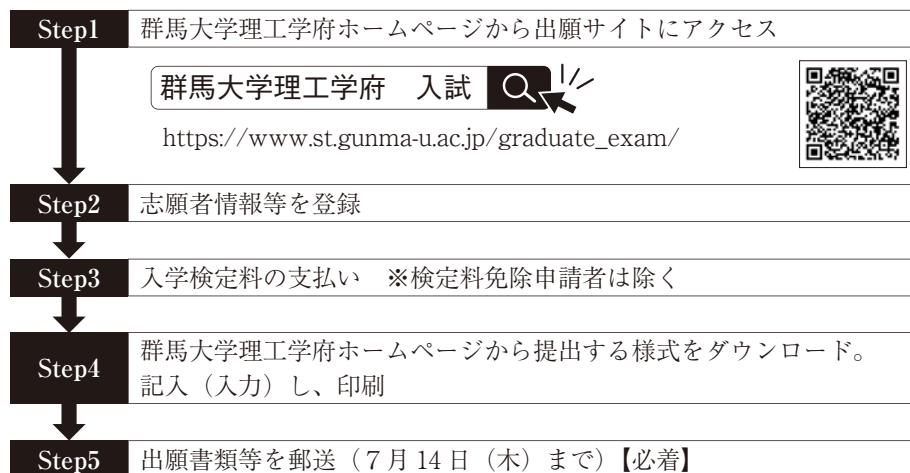 Step1 群馬大学理工学府ホームページから出願サイトにアクセス
群馬大学理工学府　入試
https://www.st.gunma-u.ac.jp/graduate_exam/
Step2 志願者情報等を登録
Step3 入学検定料の支払い　※検定料免除申請者は除く
Step4 群馬大学理工学府ホームページから提出する様式をダウンロード。
記入（入力）し、印刷
Step5 出願書類等を郵送（７月 14 日（木）まで）【必着】